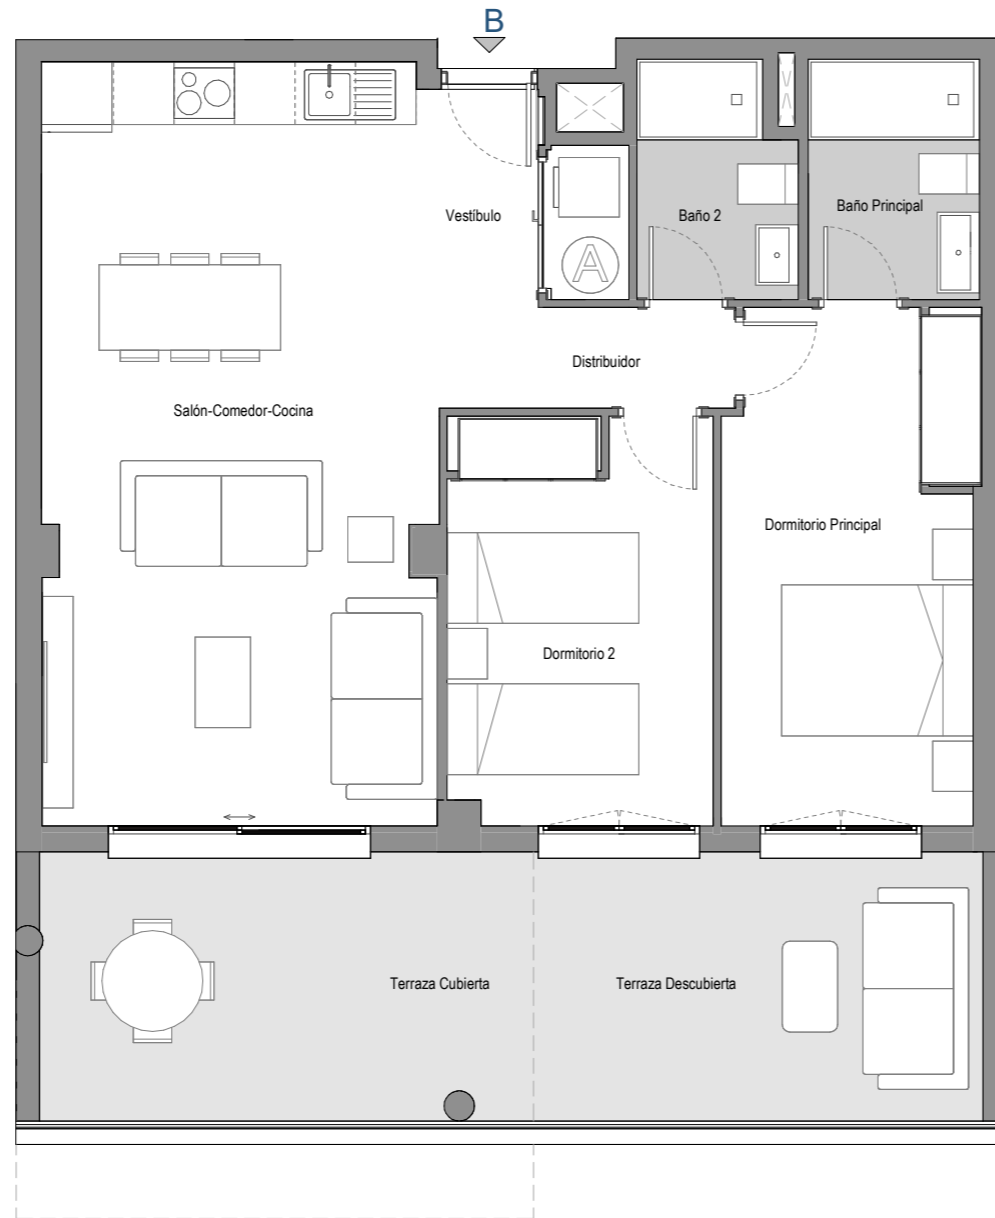 B
Vestíbulo
Baño 2
Baño Principal
A
Distribuidor
Salón-Comedor-Cocina
Dormitorio Principal
Dormitorio 2
Terraza Cubierta
Terraza Descubierta